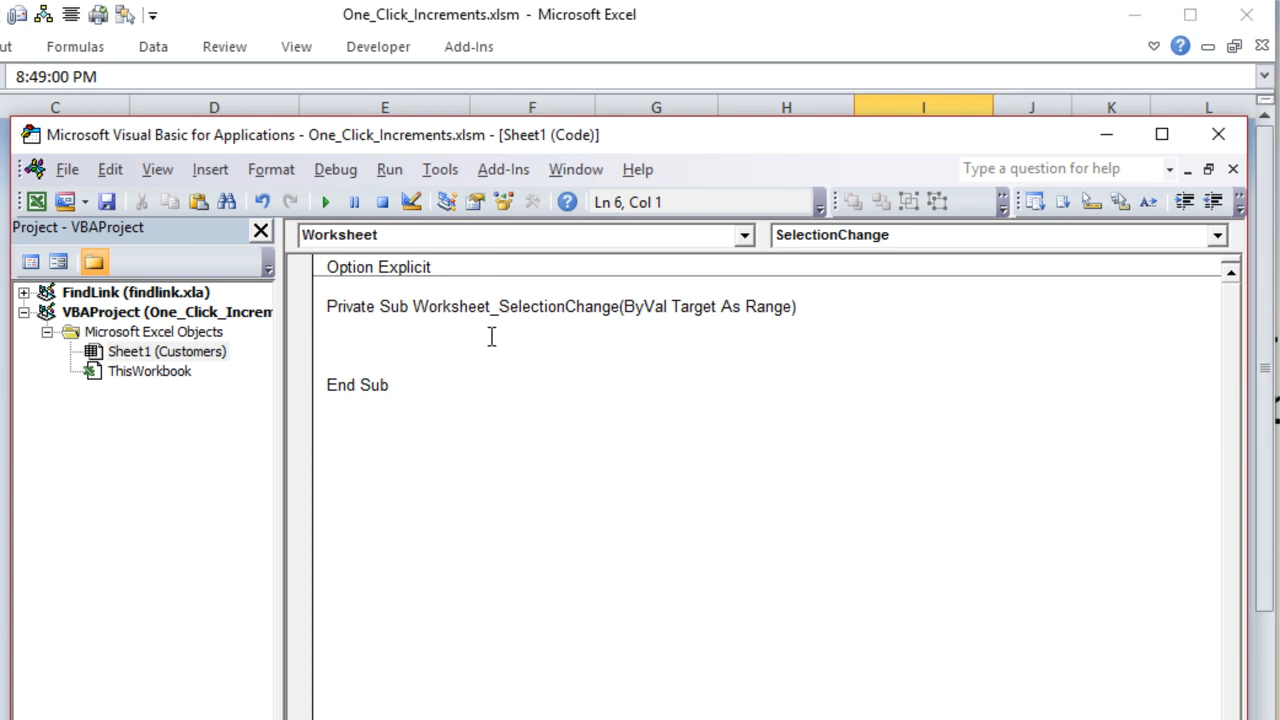 One_Click_Increments.xlsm - Microsoft Excel
ut Formulas Data Review View Developer Add-Ins
8:49:00 PM
C D E F G H I J K L
Microsoft Visual Basic for Applications - One_Click_Increments.xlsm - [Sheet1 (Code)]
File Edit View Insert Format Debug Run Tools Add-Ins Window Help Type a question for help
Ln 6, Col 1
Project - VBAProject
Worksheet SelectionChange
FindLink (findlink.xla)
VBAProject (One_Click_Increm
Microsoft Excel Objects
Sheet1 (Customers)
ThisWorkbook
Option Explicit
Private Sub Worksheet_SelectionChange(ByVal Target As Range)
End Sub